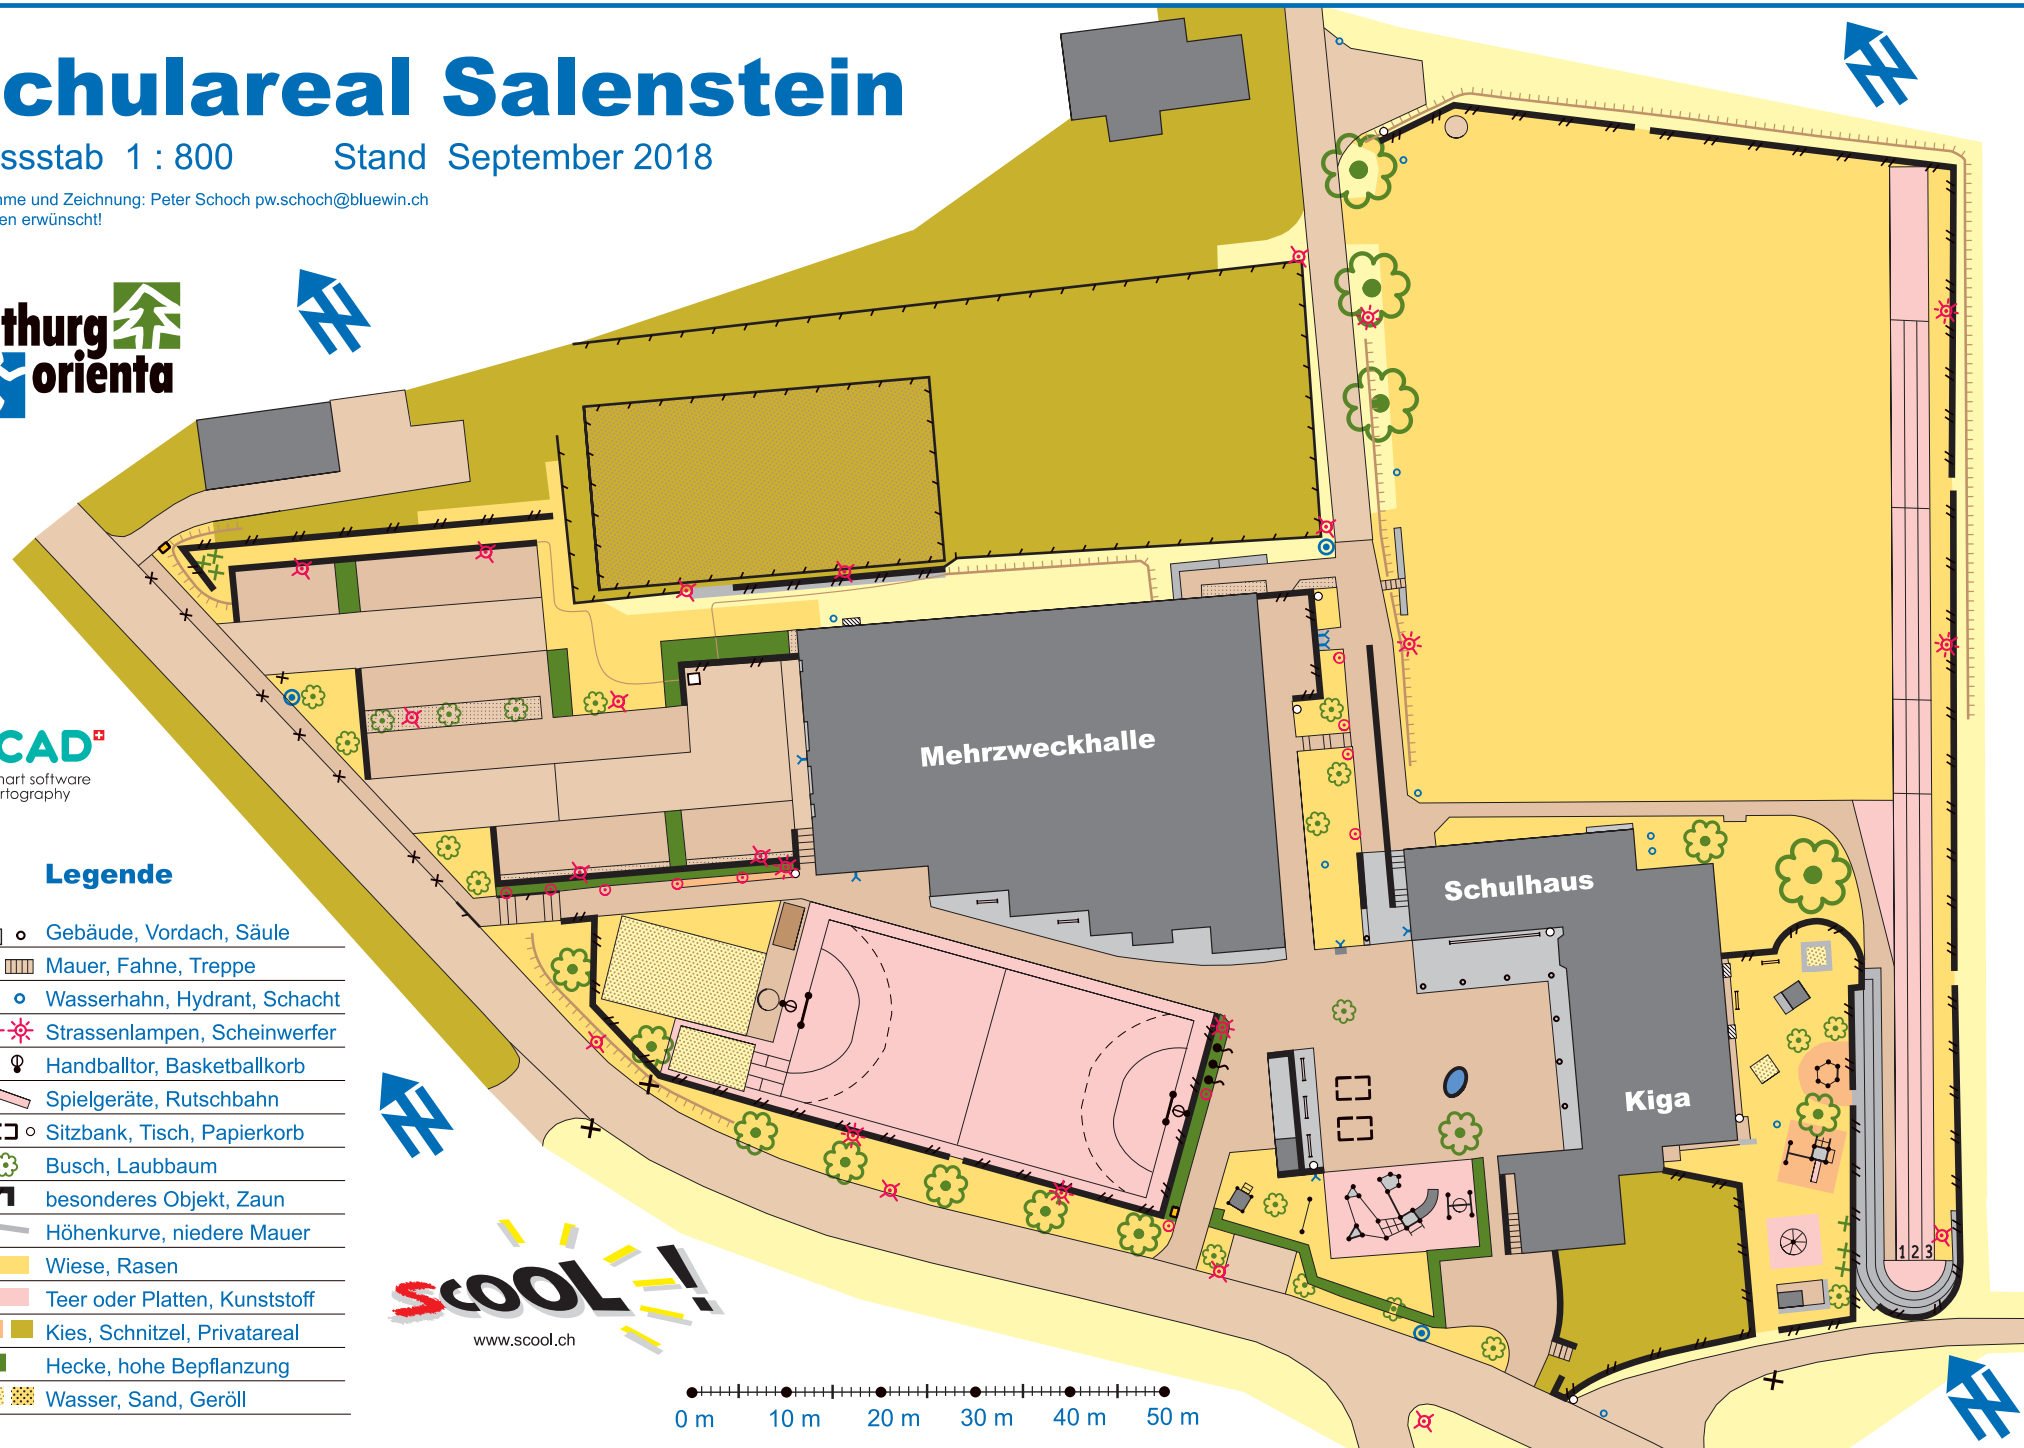 chulareal Salenstein
ssstab 1 : 800 Stand September 2018
hme und Zeichnung: Peter Schoch pw.schoch@bluewin.ch
en erwünscht!
thurg
orienta
CAD
nart software
rtography
Mehrzweckhalle
Schulhaus
Kiga
1 2 3
Legende
Gebäude, Vordach, Säule
Mauer, Fahne, Treppe
Wasserhahn, Hydrant, Schacht
Strassenlampen, Scheinwerfer
Handballtor, Basketballkorb
Spielgeräte, Rutschbahn
Sitzbank, Tisch, Papierkorb
Busch, Laubbaum
besonderes Objekt, Zaun
Höhenkurve, niedere Mauer
Wiese, Rasen
Teer oder Platten, Kunststoff
Kies, Schnitzel, Privatareal
Hecke, hohe Bepflanzung
Wasser, Sand, Geröll
scool!
www.scool.ch
0 m 10 m 20 m 30 m 40 m 50 m